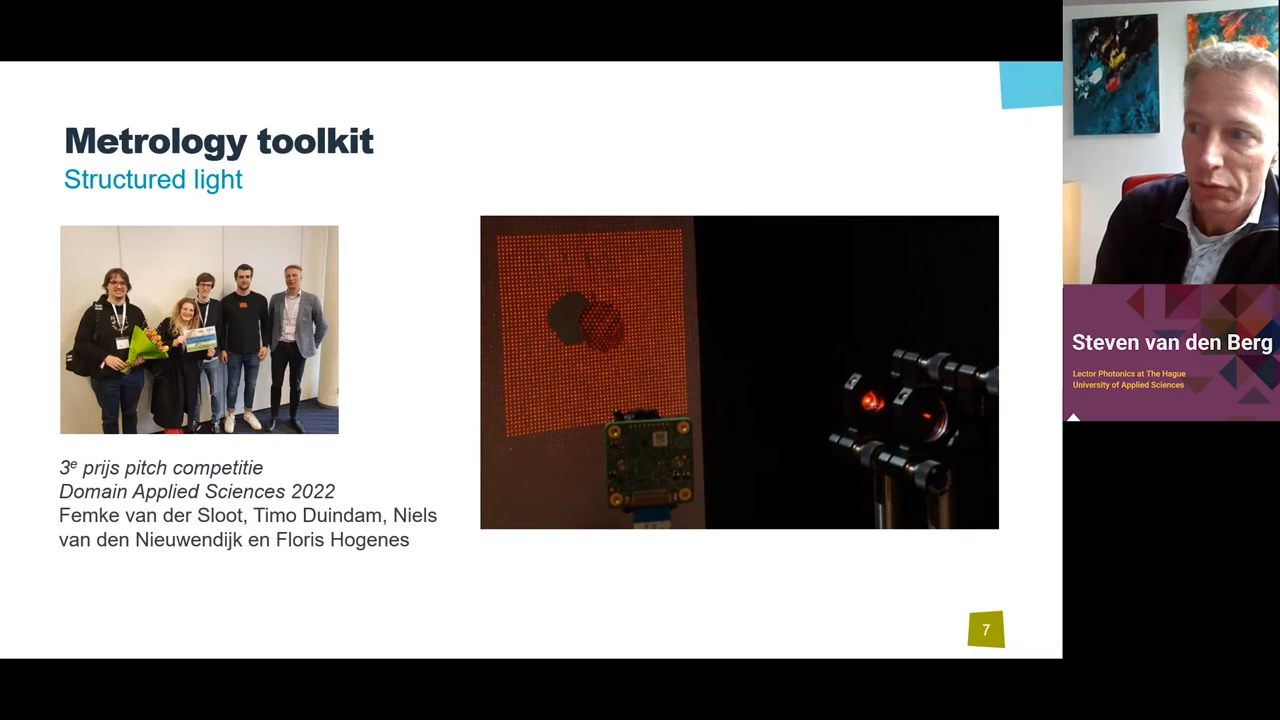 Metrology toolkit
Structured light
3e prijs pitch competitie
Domain Applied Sciences 2022
Femke van der Sloot, Timo Duindam, Niels
van den Nieuwendijk en Floris Hogenes
7
Steven van den Berg
Lector Photonics at The Hague
University of Applied Sciences